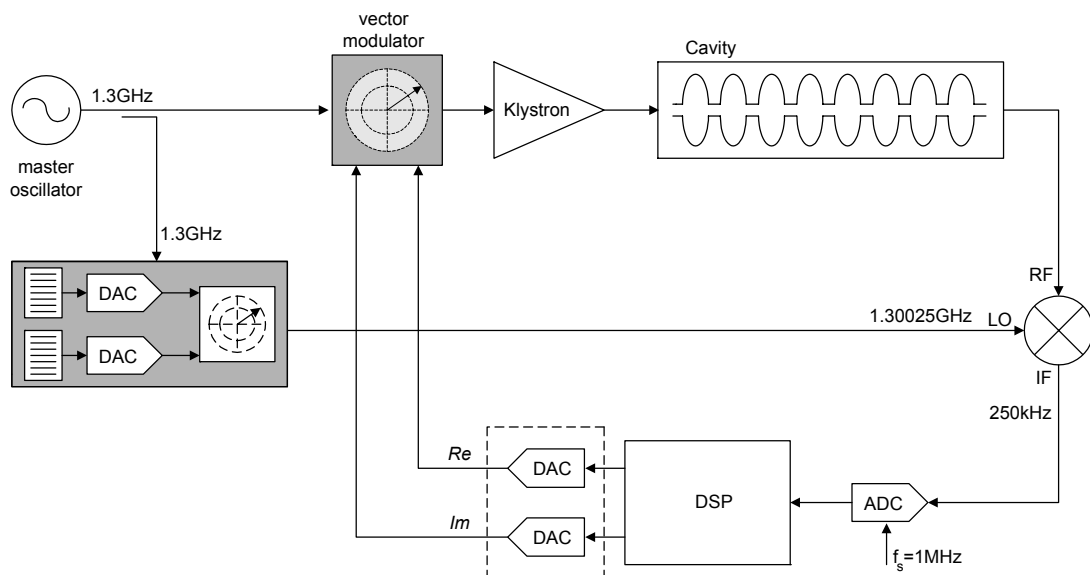 vector
modulator
Cavity
1.3GHz
Klystron
master
oscillator
1.3GHz
DAC
DAC
RF
1.30025GHz
LO
IF
250kHz
Re
DAC
DSP
ADC
Im
DAC
fs=1MHz